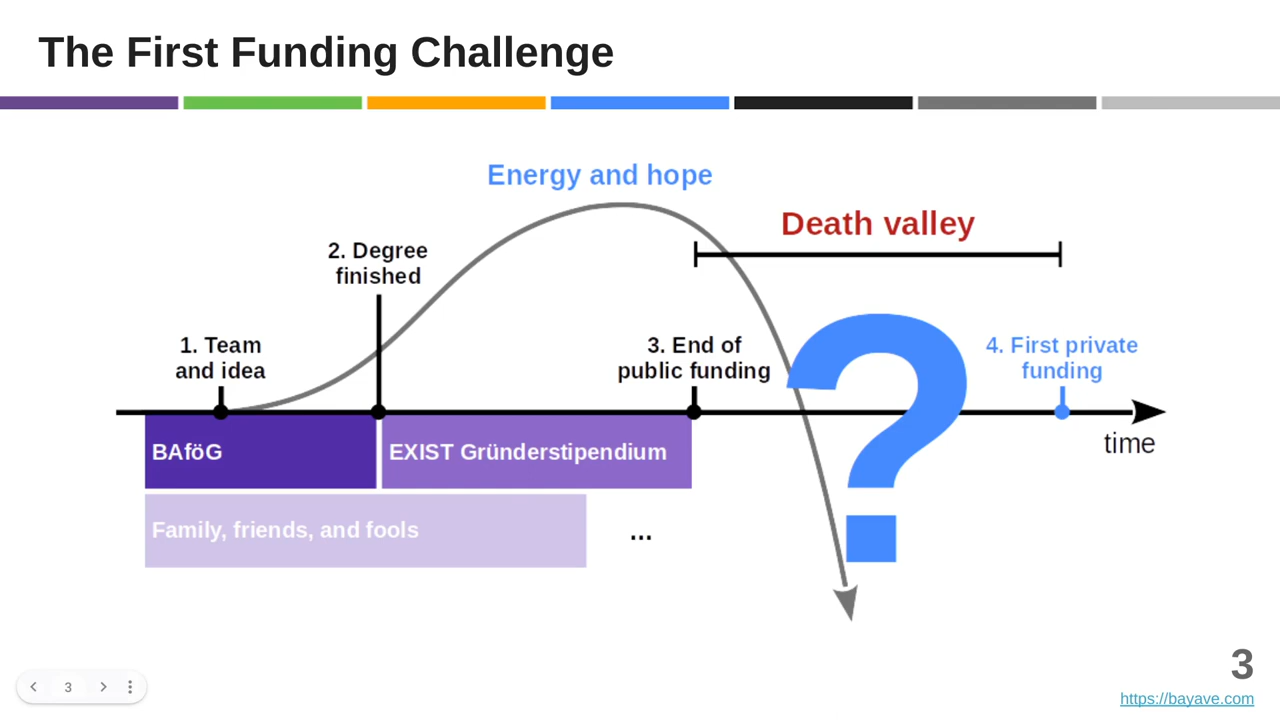 The First Funding Challenge
Energy and hope
Death valley
2. Degree
finished
1. Team
and idea
3. End of
public funding
?
4. First private
funding
time
BAföG
EXIST Gründerstipendium
Family, friends, and fools
...
3
3
https://bayave.com